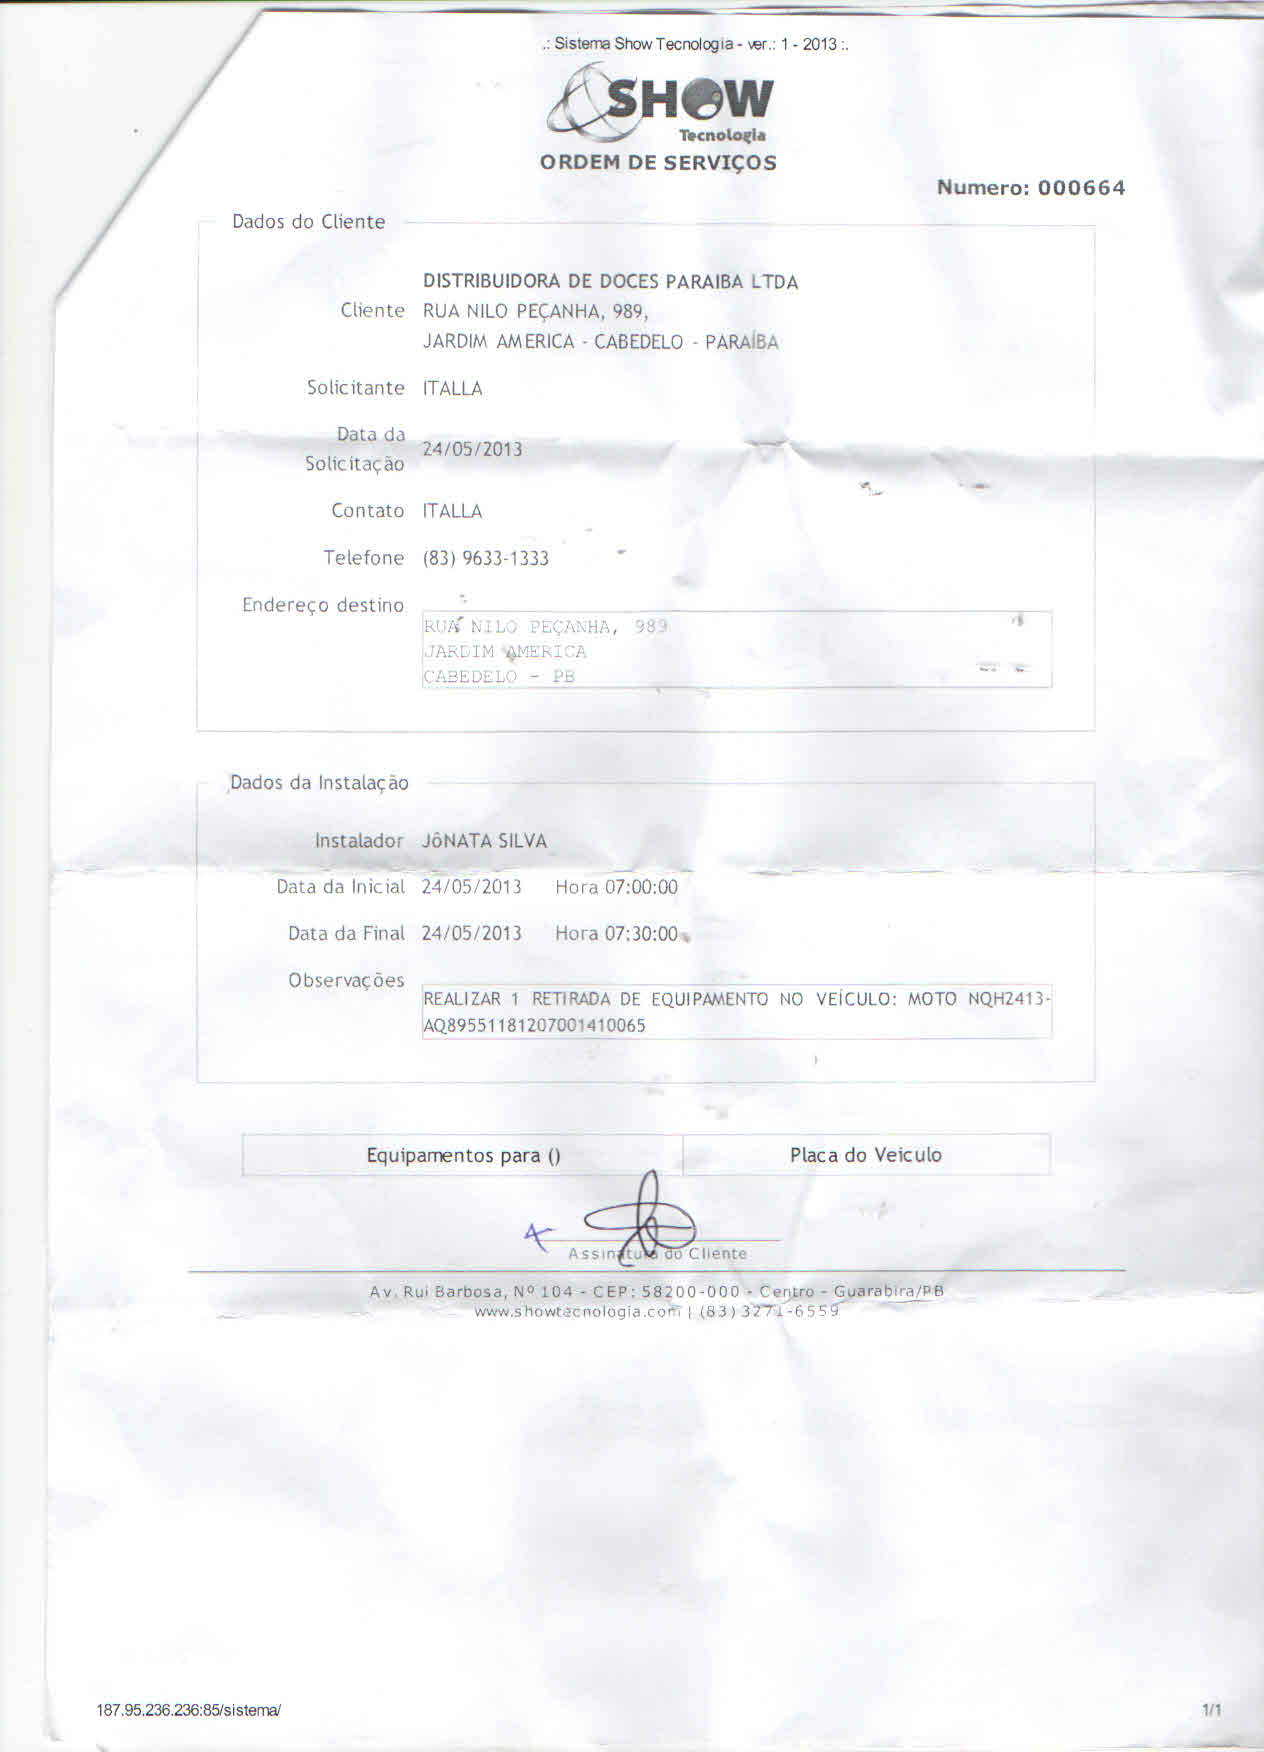 .: Sistema Show Tecnologia - ver.: 1 - 2013 :.
SHOW
Tecnologia
ORDEM DE SERVIÇOS
Numero: 000664
Dados do Cliente
DISTRIBUIDORA DE DOCES PARAIBA LTDA
Cliente RUA NILO PEÇANHA, 989,
JARDIM AMERICA - CABEDELO - PARAÍBA
Solicitante ITALLA
Data da
Solicitação 24/05/2013
Contato ITALLA
Telefone (83) 9633-1333
Endereço destino
RUA NILO PEÇANHA, 989
JARDIM AMERICA
CABEDELO - PB
Dados da Instalação
Instalador JôNATA SILVA
Data da Inicial 24/05/2013 Hora 07:00:00
Data da Final 24/05/2013 Hora 07:30:00
Observações
REALIZAR 1 RETIRADA DE EQUIPAMENTO NO VEÍCULO: MOTO NQH2413-
AQ89551181207001410065
Equipamentos para () Placa do Veiculo
Assinatura do Cliente
Av. Rui Barbosa, Nº 104 - CEP: 58200-000 - Centro - Guarabira/PB
www.showtecnologia.com | (83) 3271-6559
187.95.236.236:85/sistema/ 1/1